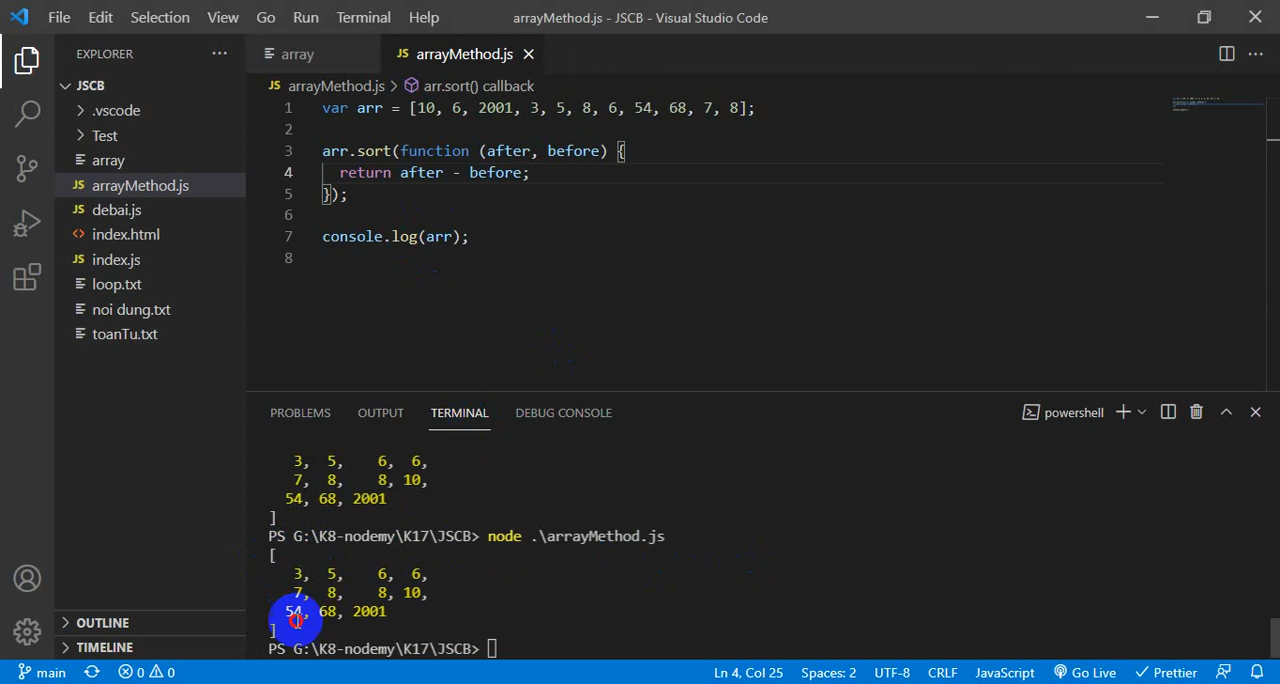 File Edit Selection View Go Run Terminal Help arrayMethod.js - JSCB - Visual Studio Code
EXPLORER ··· array JS arrayMethod.js
JSCB JS arrayMethod.js > arr.sort() callback
.vscode
Test
array
JS arrayMethod.js
JS debai.js
index.html
JS index.js
loop.txt
noi dung.txt
toanTu.txt
OUTLINE
TIMELINE
1 var arr = [10, 6, 2001, 3, 5, 8, 6, 54, 68, 7, 8];
2
3 arr.sort(function (after, before) {
4 return after - before;
5 });
6
7 console.log(arr);
8
PROBLEMS OUTPUT TERMINAL DEBUG CONSOLE powershell
3, 5, 6, 6,
7, 8, 8, 10,
54, 68, 2001
]
PS G:\K8-nodemy\K17\JSCB> node .\arrayMethod.js
[
3, 5, 6, 6,
7, 8, 8, 10,
54, 68, 2001
]
PS G:\K8-nodemy\K17\JSCB>
main 0 0 Ln 4, Col 25 Spaces: 2 UTF-8 CRLF JavaScript Go Live Prettier